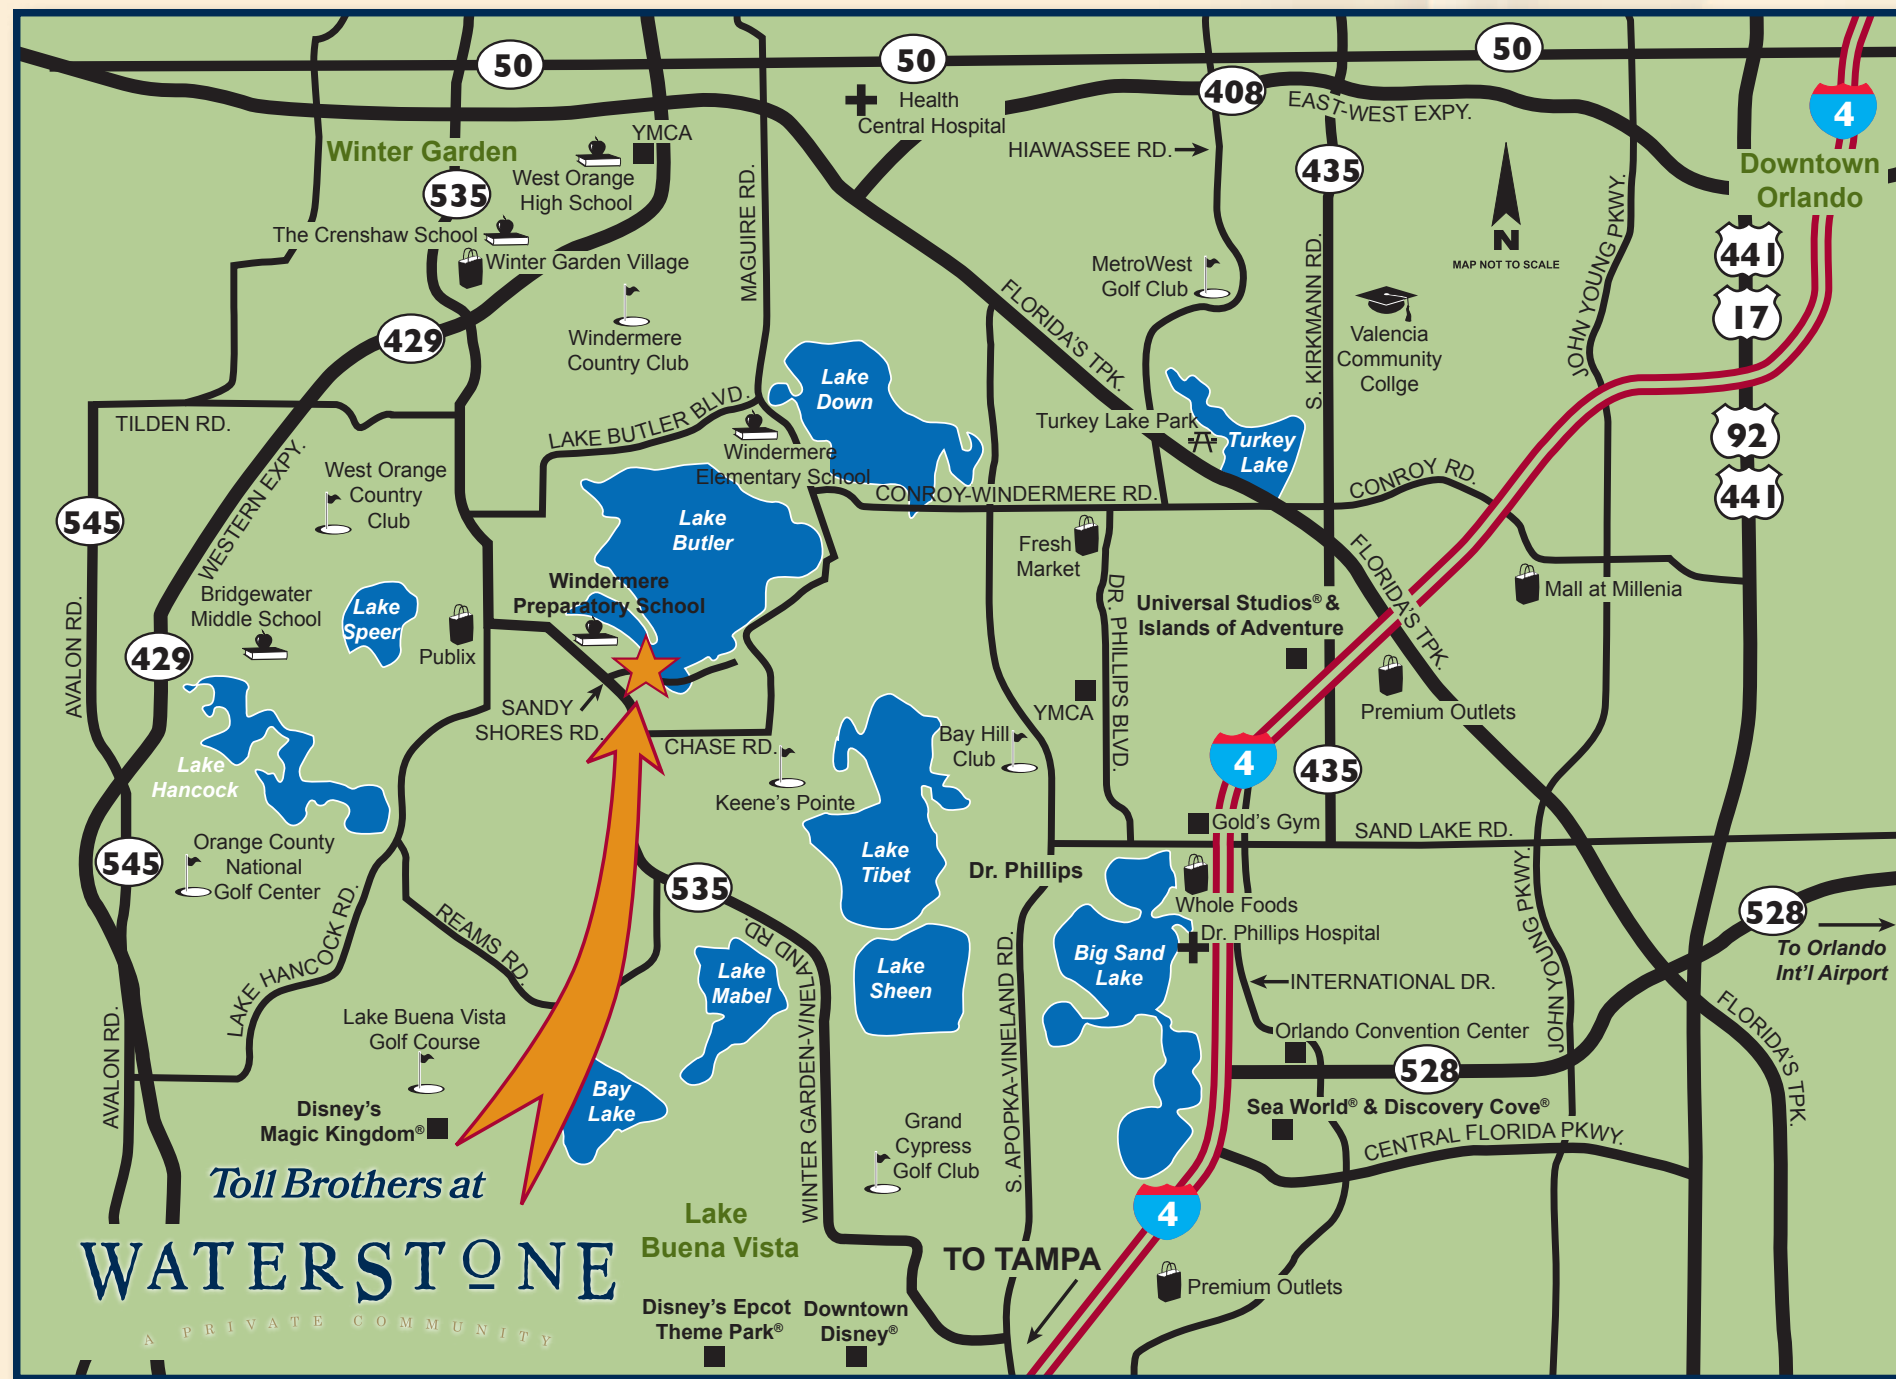 50
50
50
408
EAST-WEST EXPY.
4
Health
Central Hospital
YMCA
HIAWASSEE RD.
Winter Garden
West Orange
High School
535
435
Downtown
Orlando
The Crenshaw School
Winter Garden Village
MAGUIRE RD.
N
MAP NOT TO SCALE
JOHN YOUNG PKWY.
441
17
MetroWest
Golf Club
FLORIDA'S TPK.
S. KIRKMANN RD.
Valencia
Community
Collge
429
Windermere
Country Club
Lake
Down
TILDEN RD.
LAKE BUTLER BLVD.
Turkey Lake Park
Turkey
Lake
92
441
WESTERN EXPY.
West Orange
Country
Club
Windermere
Elementary School
CONROY-WINDERMERE RD.
CONROY RD.
545
Lake
Butler
Fresh
Market
FLORIDA'S TPK.
Mall at Millenia
AVALON RD.
Bridgewater
Middle School
Lake
Speer
Publix
Windermere
Preparatory School
DR. PHILLIPS BLVD.
Universal Studios® &
Islands of Adventure
429
SANDY
SHORES RD.
CHASE RD.
YMCA
Premium Outlets
Lake
Hancock
Keene's Pointe
Bay Hill
Club
4
435
Gold's Gym
SAND LAKE RD.
545
Orange County
National
Golf Center
Lake
Tibet
Dr. Phillips
535
Whole Foods
JOHN YOUNG PKWY.
528
To Orlando
Int'l Airport
LAKE HANCOCK RD.
REAMS RD.
Lake
Mabel
Lake
Sheen
Big Sand
Lake
Dr. Phillips Hospital
INTERNATIONAL DR.
WINTER GARDEN-VINELAND RD.
S. APOPKA-VINELAND RD.
Orlando Convention Center
FLORIDA'S TPK.
AVALON RD.
Lake Buena Vista
Golf Course
528
Bay
Lake
Disney's
Magic Kingdom®
Sea World® & Discovery Cove®
CENTRAL FLORIDA PKWY.
Grand
Cypress
Golf Club
Toll Brothers at
WATERSTONE
A PRIVATE COMMUNITY
Lake
Buena Vista
4
TO TAMPA
Premium Outlets
Disney's Epcot
Theme Park®
Downtown
Disney®